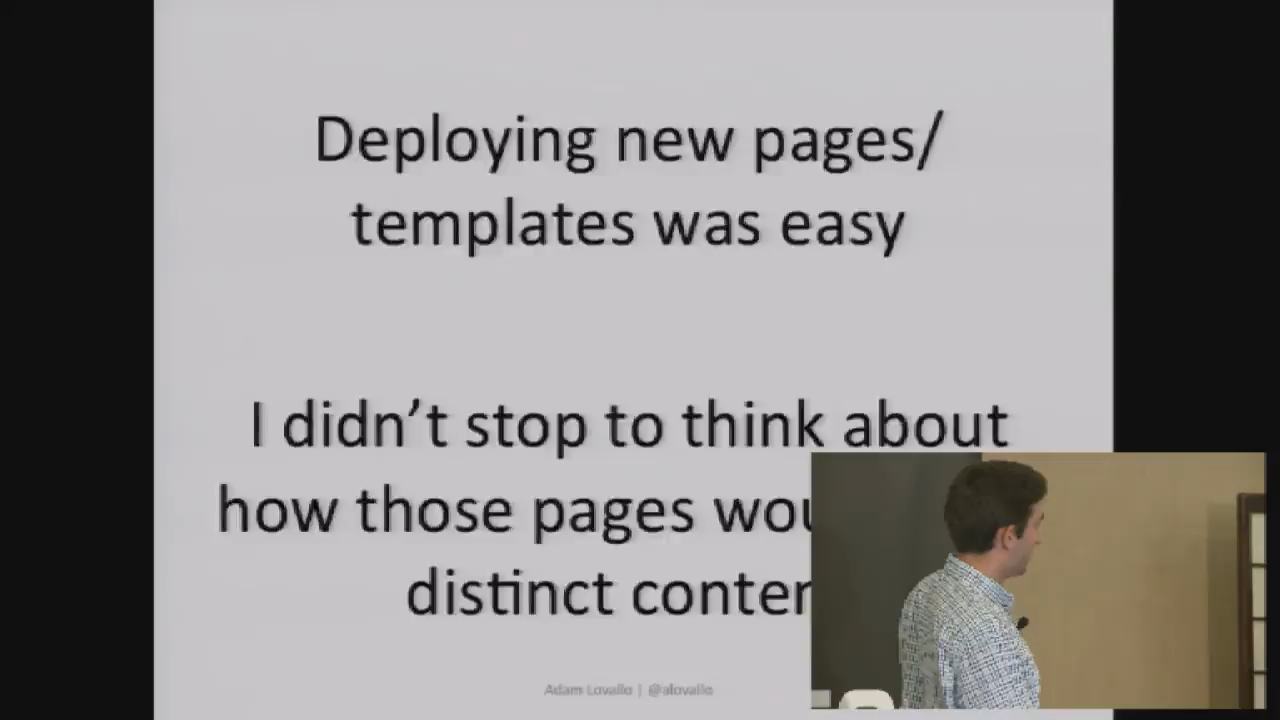 Deploying new pages/
templates was easy
I didn't stop to think about
how those pages
distinct
Adam Lovallo | @alovallo